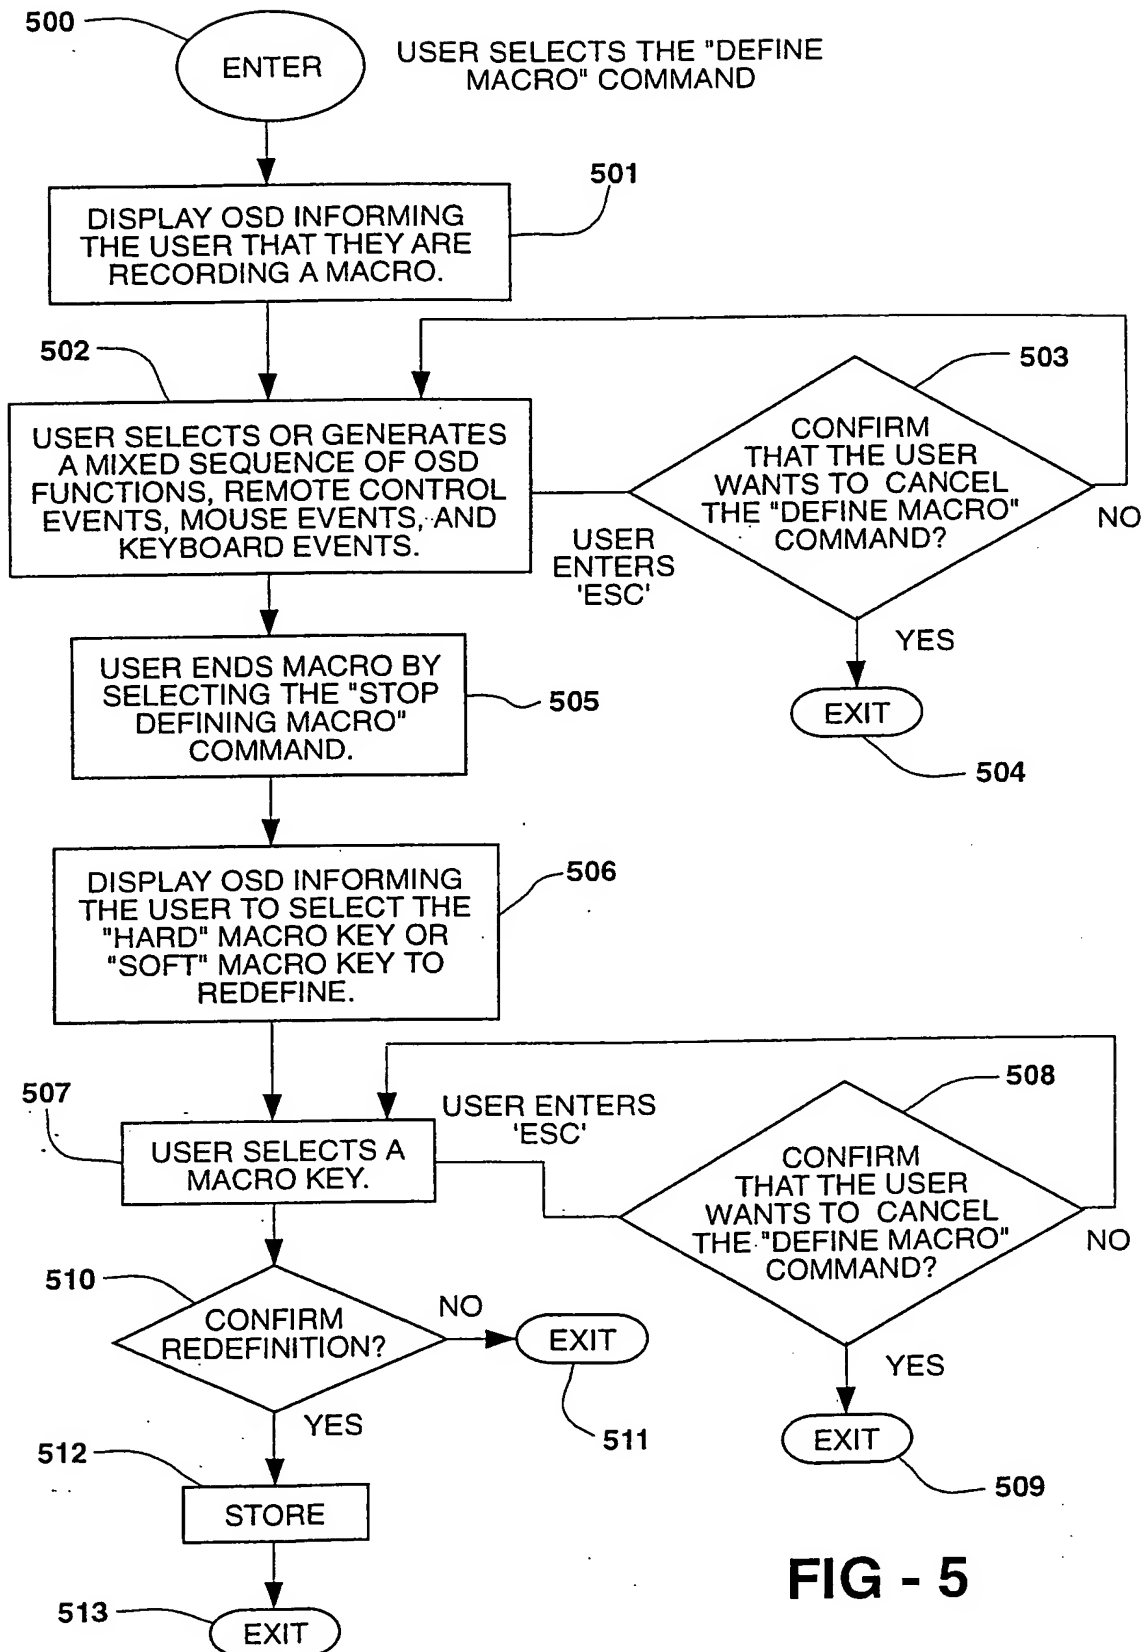 500
ENTER
USER SELECTS THE "DEFINE
MACRO" COMMAND
501
DISPLAY OSD INFORMING
THE USER THAT THEY ARE
RECORDING A MACRO.
502
USER SELECTS OR GENERATES
A MIXED SEQUENCE OF OSD
FUNCTIONS, REMOTE CONTROL
EVENTS, MOUSE EVENTS, AND
KEYBOARD EVENTS.
USER
ENTERS
'ESC'
503
CONFIRM
THAT THE USER
WANTS TO CANCEL
THE "DEFINE MACRO"
COMMAND?
NO
YES
EXIT
504
USER ENDS MACRO BY
SELECTING THE "STOP
DEFINING MACRO"
COMMAND.
505
DISPLAY OSD INFORMING
THE USER TO SELECT THE
"HARD" MACRO KEY OR
"SOFT" MACRO KEY TO
REDEFINE.
506
507
USER SELECTS A
MACRO KEY.
USER ENTERS
'ESC'
508
CONFIRM
THAT THE USER
WANTS TO CANCEL
THE "DEFINE MACRO"
COMMAND?
NO
YES
EXIT
509
510
CONFIRM
REDEFINITION?
NO
EXIT
511
YES
512
STORE
513
EXIT
FIG - 5